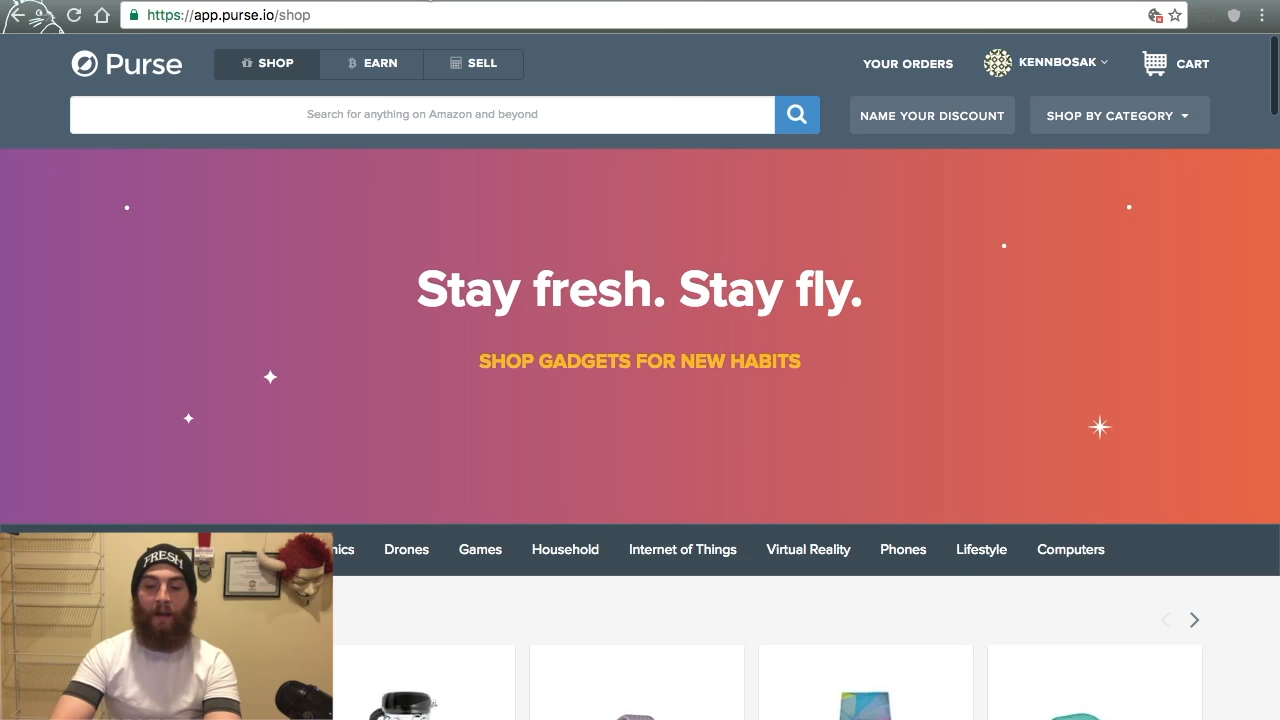 https://app.purse.io/shop
Purse
SHOP
EARN
SELL
YOUR ORDERS
KENNBOSAK
CART
Search for anything on Amazon and beyond
NAME YOUR DISCOUNT
SHOP BY CATEGORY
Stay fresh. Stay fly.
SHOP GADGETS FOR NEW HABITS
nics Drones Games Household Internet of Things Virtual Reality Phones Lifestyle Computers
FRESH